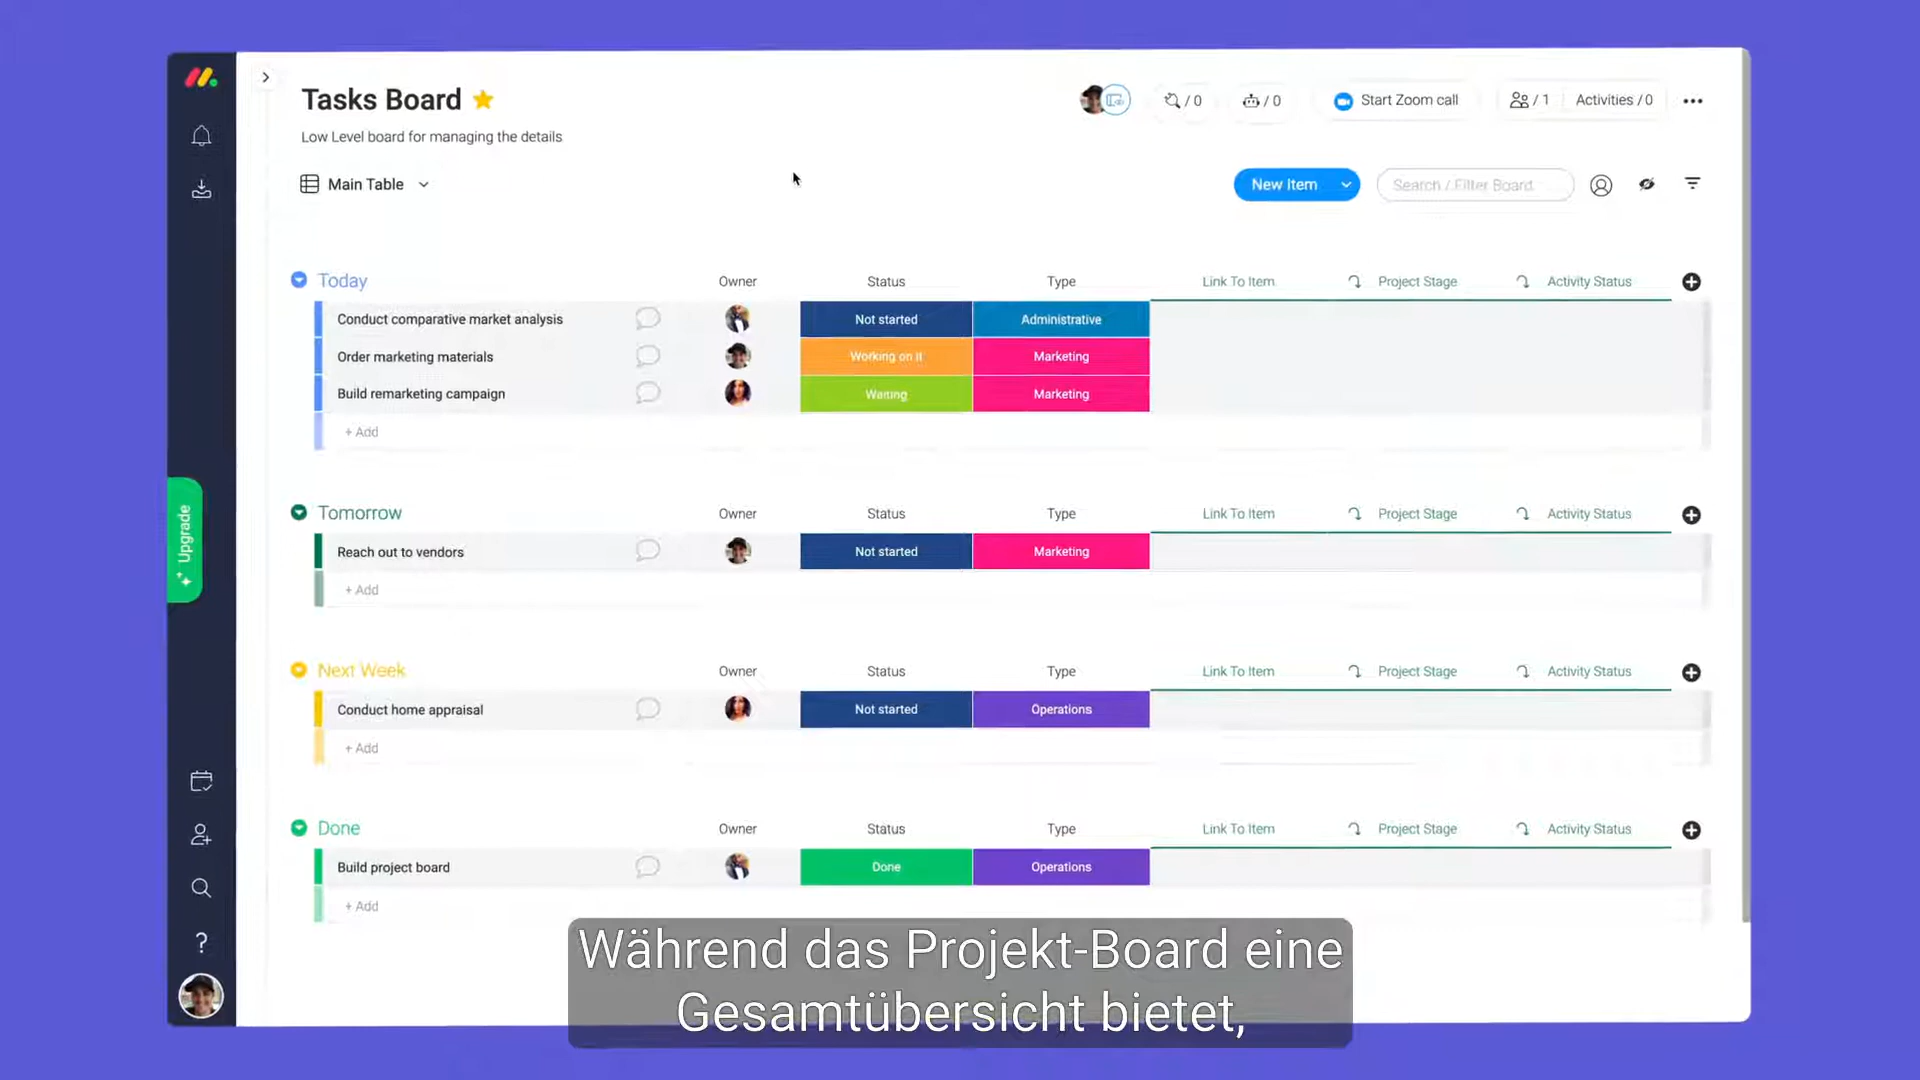 Tasks Board
/ 0
/ 0
Start Zoom call
/ 1
Activities / 0
Low Level board for managing the details
Main Table
New Item
Search / Filter Board
Today
Owner
Status
Type
Link To Item
Project Stage
Activity Status
Conduct comparative market analysis
Not started
Administrative
Order marketing materials
Working on it
Marketing
Build remarketing campaign
Waiting
Marketing
+ Add
Upgrade
Tomorrow
Owner
Status
Type
Link To Item
Project Stage
Activity Status
Reach out to vendors
Not started
Marketing
+ Add
Next Week
Owner
Status
Type
Link To Item
Project Stage
Activity Status
Conduct home appraisal
Not started
Operations
+ Add
Done
Owner
Status
Type
Link To Item
Project Stage
Activity Status
Build project board
Done
Operations
+ Add
Während das Projekt-Board eine
Gesamtübersicht bietet,